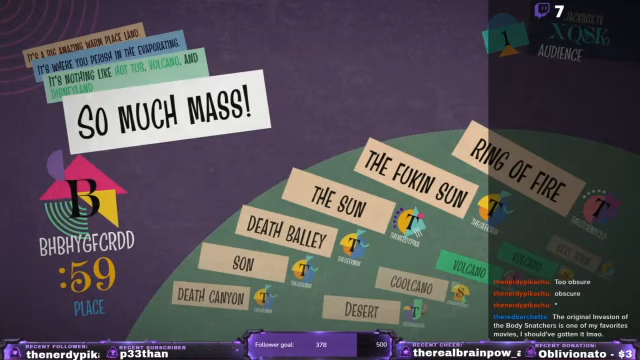 IT'S A BIG AMAZING WARM PLACE LAND.
IT'S WHERE YOU PERISH IN THE EVAPORATING.
IT'S NOTHING LIKE HOT TUB, VOLCANO, AND
DISNEYLAND
SO MUCH MASS!
B
BHBHYGFCRDD
:59
PLACE
7
JACKBOX.TV
XQSK
1
AUDIENCE
RING OF FIRE
T
THE FUKIN SUN
T
THE SUN
T
DEATH BALLEY
T
SON
T
DEATH CANYON
T
VOLCANO
VOLCANO
COOLCANO
S
DESERT
T
thenerdypikachu: Too obsure
thenerdypikachu: obscure
thenerdypikachu: *
theredbarchetta: The original Invasion of
the Body Snatchers is one of my favorites
movies, I should've gotten it lmao.
RECENT FOLLOWER:
thenerdypik
RECENT SUBSCRIBER
p33than
Follower goal: 378 500
RECENT CHEER:
therealbrainpow
RECENT DONATION:
Oblivionato - $3